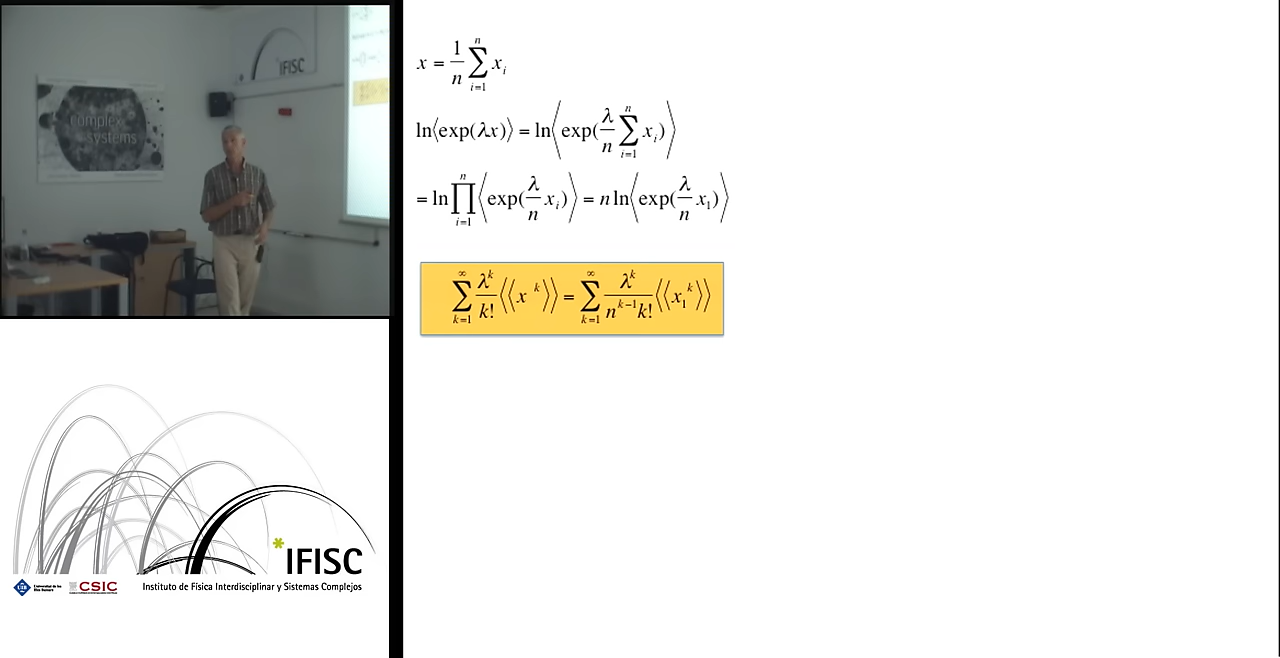 IFISC
complex
systems
x = \frac{1}{n} \sum_{i=1}^{n} x_i
\ln\langle \exp(\lambda x) \rangle = \ln\left\langle \exp(\frac{\lambda}{n} \sum_{i=1}^{n} x_i) \right\rangle
= \ln \prod_{i=1}^{n} \left\langle \exp(\frac{\lambda}{n} x_i) \right\rangle = n \ln \left\langle \exp(\frac{\lambda}{n} x_1) \right\rangle
\sum_{k=1}^{\infty} \frac{\lambda^k}{k!} \langle\langle x^k \rangle\rangle = \sum_{k=1}^{\infty} \frac{\lambda^k}{n^{k-1} k!} \langle\langle x_1^k \rangle\rangle
*IFISC
UIB
CSIC
Instituto de Física Interdisciplinar y Sistemas Complejos